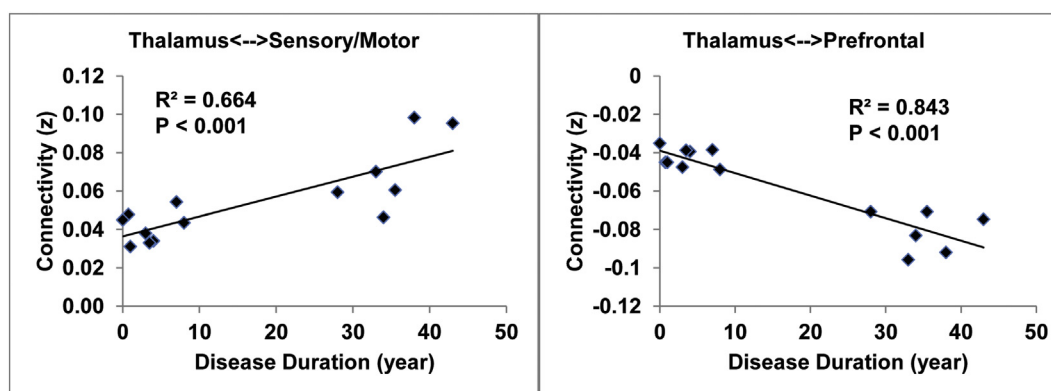 Thalamus<-->Sensory/Motor
R² = 0.664
P < 0.001
Connectivity (z)
0.12
0.10
0.08
0.06
0.04
0.02
0.00
0 10 20 30 40 50
Disease Duration (year)
Thalamus<-->Prefrontal
R² = 0.843
P < 0.001
Connectivity (z)
0
-0.02
-0.04
-0.06
-0.08
-0.1
-0.12
0 10 20 30 40 50
Disease Duration (year)